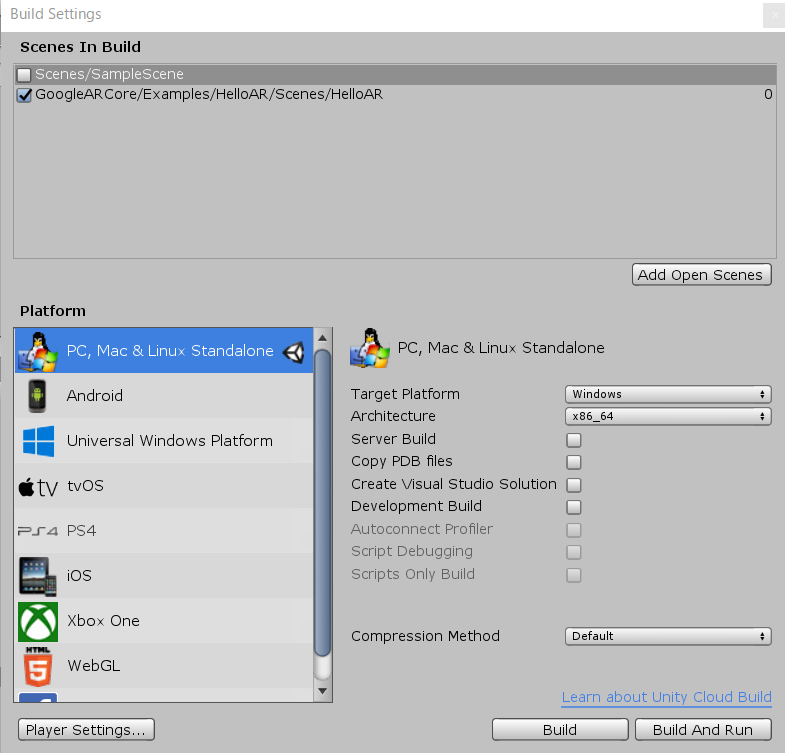 Build Settings
Scenes In Build
Scenes/SampleScene
GoogleARCore/Examples/HelloAR/Scenes/HelloAR 0
Add Open Scenes
Platform
PC, Mac & Linux Standalone
Android
Universal Windows Platform
tv tvOS
PS4 PS4
iOS
Xbox One
HTML
5 WebGL
PC, Mac & Linux Standalone
Target Platform Windows
Architecture x86_64
Server Build
Copy PDB files
Create Visual Studio Solution
Development Build
Autoconnect Profiler
Script Debugging
Scripts Only Build
Compression Method Default
Learn about Unity Cloud Build
Player Settings... Build Build And Run